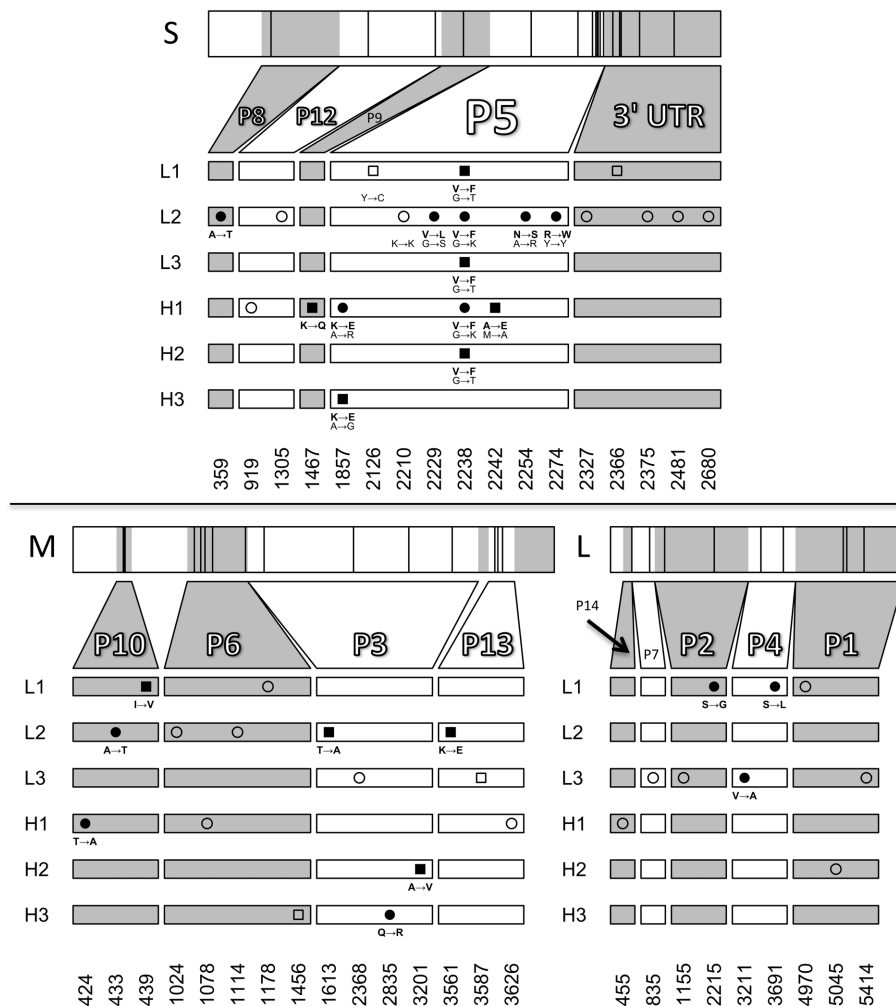 S
P8 P12 P9 P5 3' UTR
L1
V→F
Y→C G→T
L2
A→T V→L V→F N→S R→W
K→K G→S G→K A→R Y→Y
L3
V→F
G→T
H1
K→Q K→E V→F A→E
A→R G→K M→A
H2
V→F
G→T
H3
K→E
A→G
359 919 1305 1467 1857 2126 2210 2229 2238 2242 2254 2274 2327 2366 2375 2481 2680
M L
P10 P6 P3 P13 P14 P7 P2 P4 P1
L1 L1
I→V S→G S→L
L2 L2
A→T T→A K→E
L3 L3
V→A
H1 H1
T→A
H2 H2
A→V
H3 H3
Q→R
424 433 439 1024 1078 1114 1178 1456 1613 2368 2835 3201 3561 3587 3626 455 835 1155 2215 3211 3691 4970 5045 5414